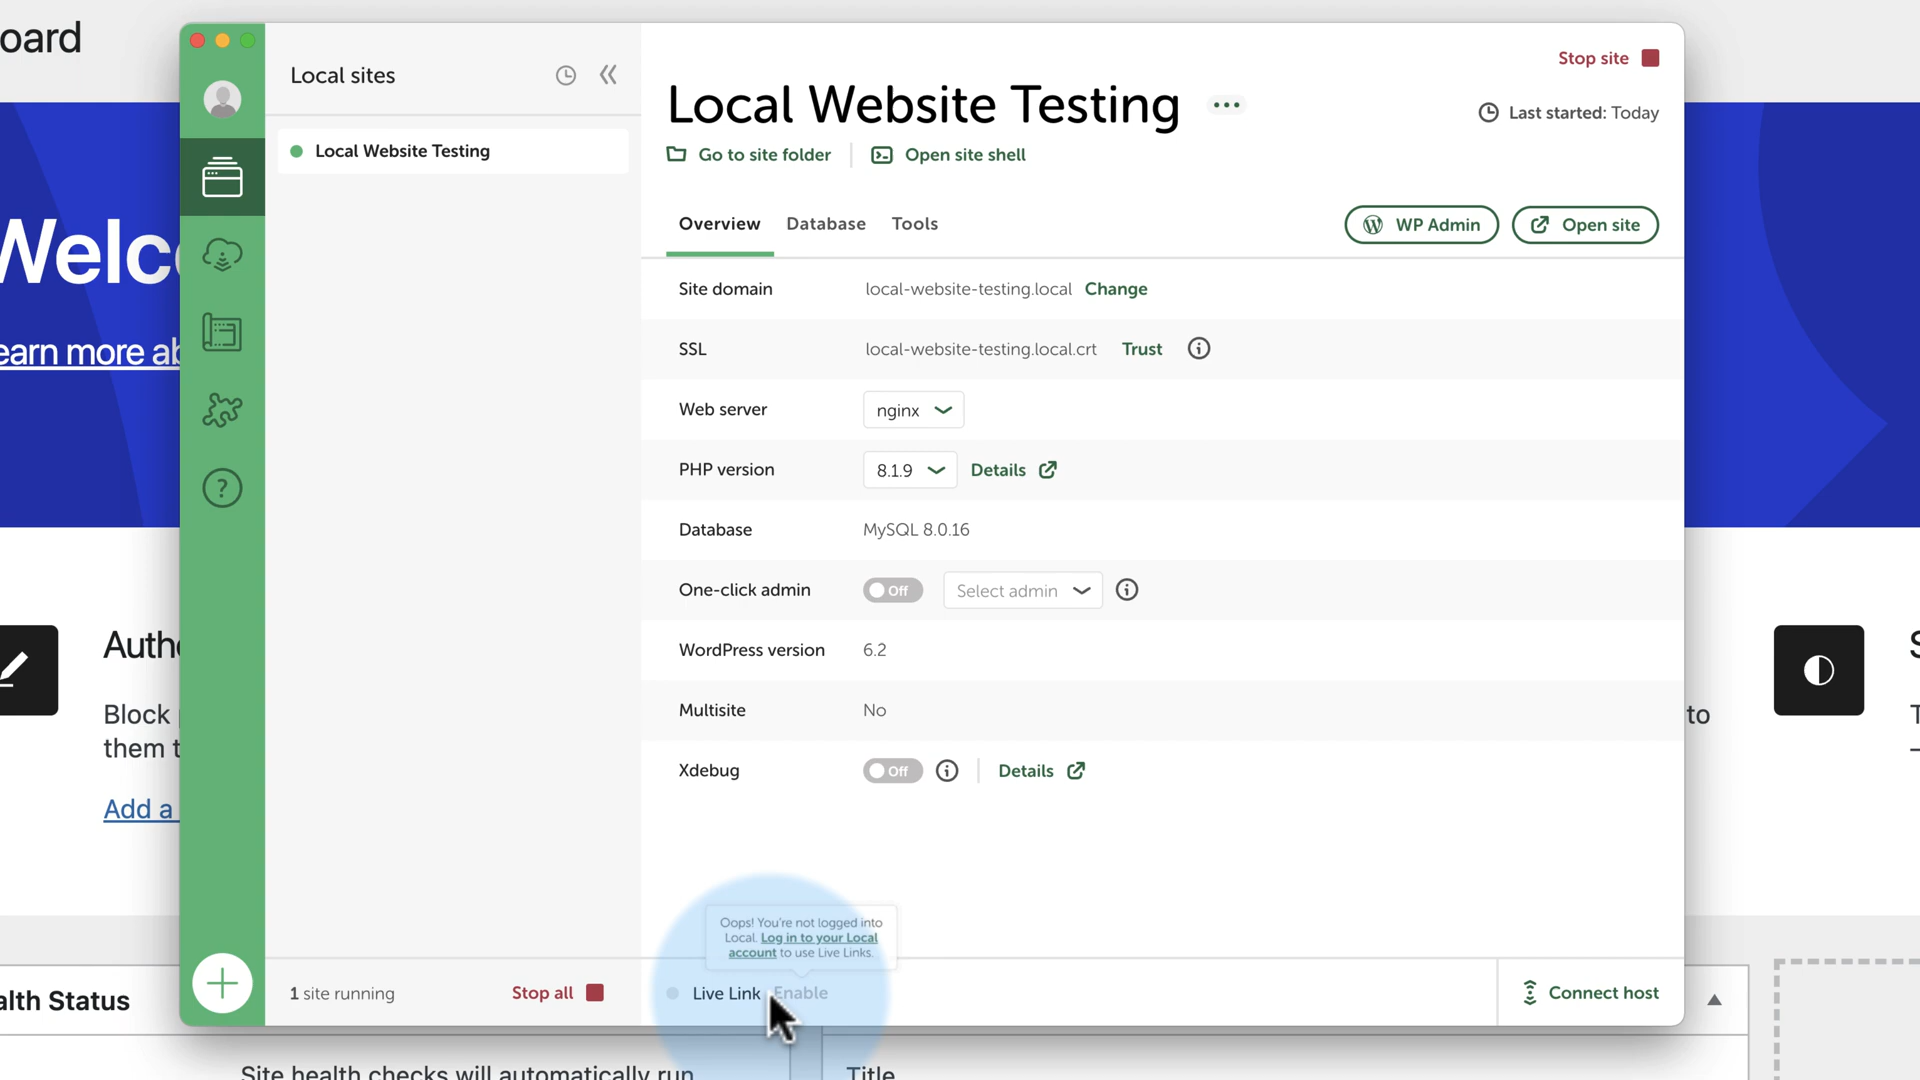 oard
Welc
earn more ab
Local sites
Local Website Testing
1 site running
Stop all
Stop site
Local Website Testing
Last started: Today
Go to site folder
Open site shell
Overview Database Tools
WP Admin
Open site
Site domain local-website-testing.local Change
SSL local-website-testing.local.crt Trust
Web server nginx
PHP version 8.1.9 Details
Database MySQL 8.0.16
One-click admin Off Select admin
WordPress version 6.2
Multisite No
Xdebug Off Details
Oops! You're not logged into
Local. Log in to your Local
account to use Live Links.
Live Link Enable
Connect host
Autho
Block
them t
Add a
to
alth Status
Site health checks will automatically run
Title